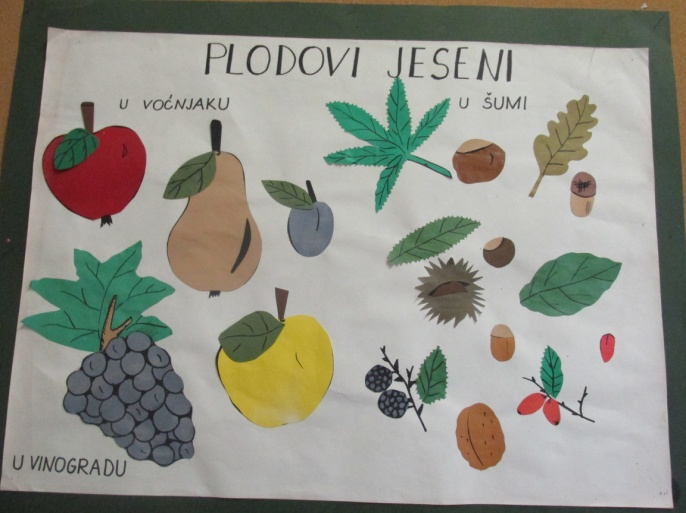 PLODOVI JESENI
U VOĆNJAKU
U ŠUMI
U VINOGRADU